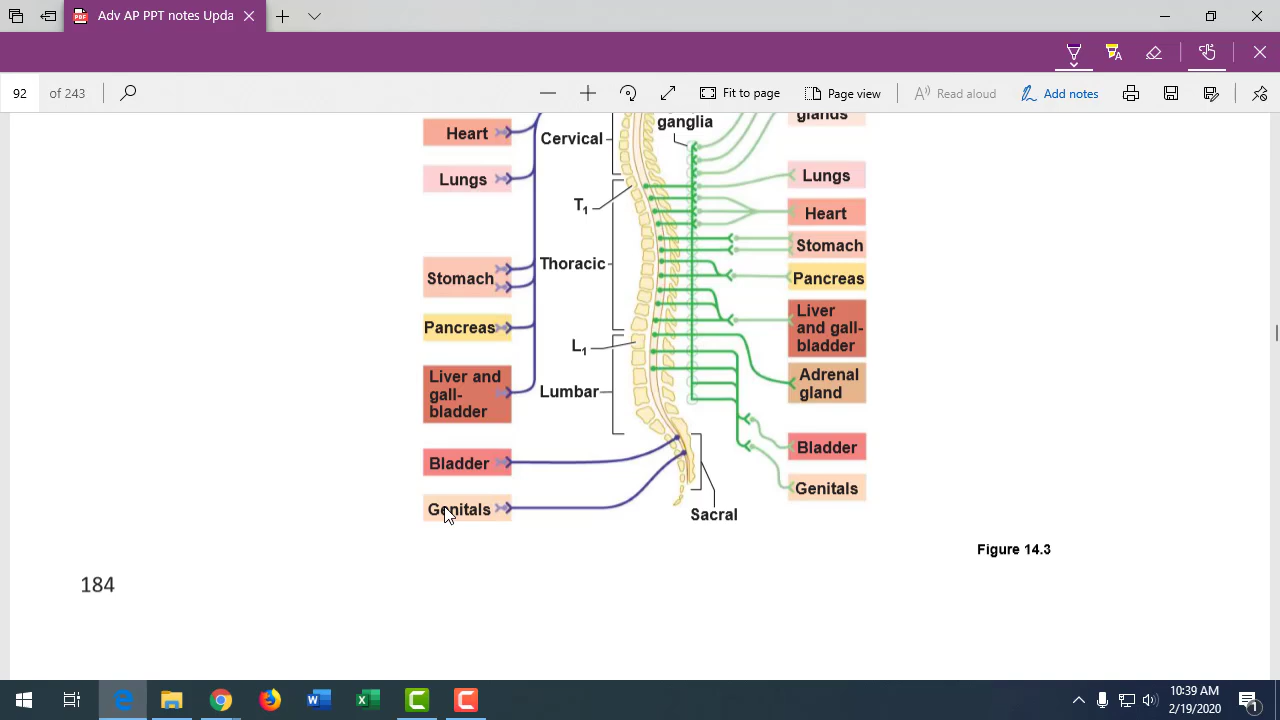 Adv AP PPT notes Upda
92 of 243
Fit to page
Page view
Read aloud
Add notes
Heart
Lungs
Stomach
Pancreas
Liver and
gall-
bladder
Bladder
Genitals
Cervical
T1
Thoracic
L1
Lumbar
Sacral
ganglia
glands
Lungs
Heart
Stomach
Pancreas
Liver
and gall-
bladder
Adrenal
gland
Bladder
Genitals
Figure 14.3
184
10:39 AM
2/19/2020